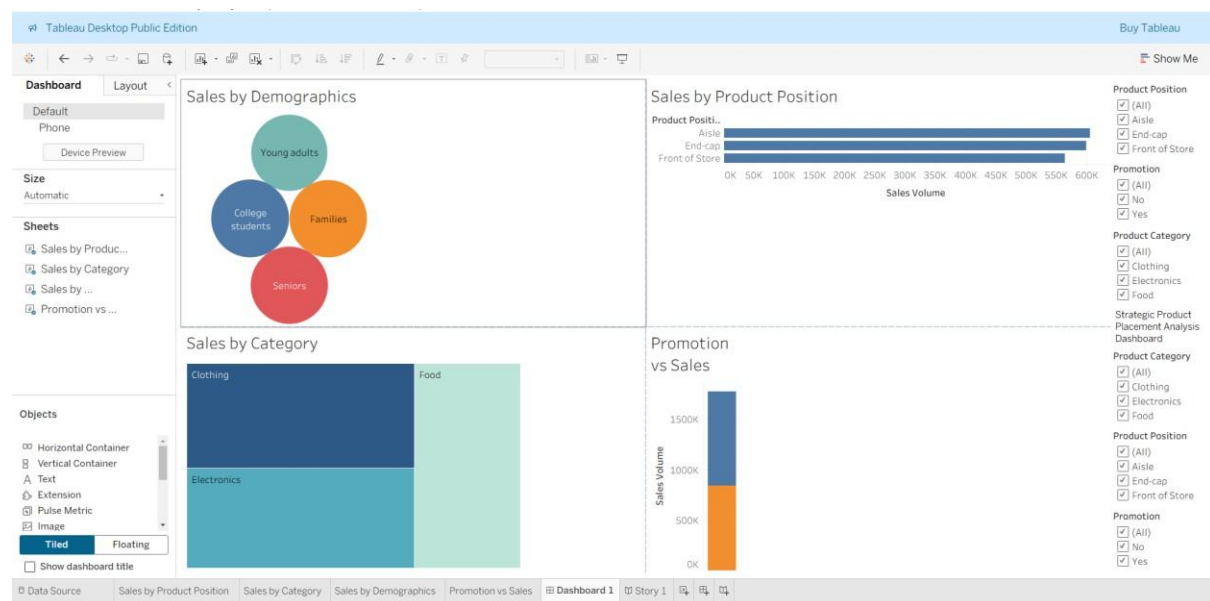 Tableau Desktop Public Edition
Buy Tableau
Show Me
Dashboard
Layout
Default
Phone
Device Preview
Size
Automatic
Sheets
Sales by Produc...
Sales by Category
Sales by ...
Promotion vs ...
Objects
Horizontal Container
Vertical Container
A Text
Extension
Pulse Metric
Image
Tiled
Floating
Show dashboard title
Sales by Demographics
Young adults
College
students
Families
Seniors
Sales by Product Position
Product Positi..
Aisle
End-cap
Front of Store
0K 50K 100K 150K 200K 250K 300K 350K 400K 450K 500K 550K 600K
Sales Volume
Sales by Category
Clothing
Food
Electronics
Promotion
vs Sales
1500K
1000K
500K
0K
Sales Volume
Product Position
(All)
Aisle
End-cap
Front of Store
Promotion
(All)
No
Yes
Product Category
(All)
Clothing
Electronics
Food
Strategic Product
Placement Analysis
Dashboard
Product Category
(All)
Clothing
Electronics
Food
Product Position
(All)
Aisle
End-cap
Front of Store
Promotion
(All)
No
Yes
Data Source
Sales by Product Position
Sales by Category
Sales by Demographics
Promotion vs Sales
Dashboard 1
Story 1